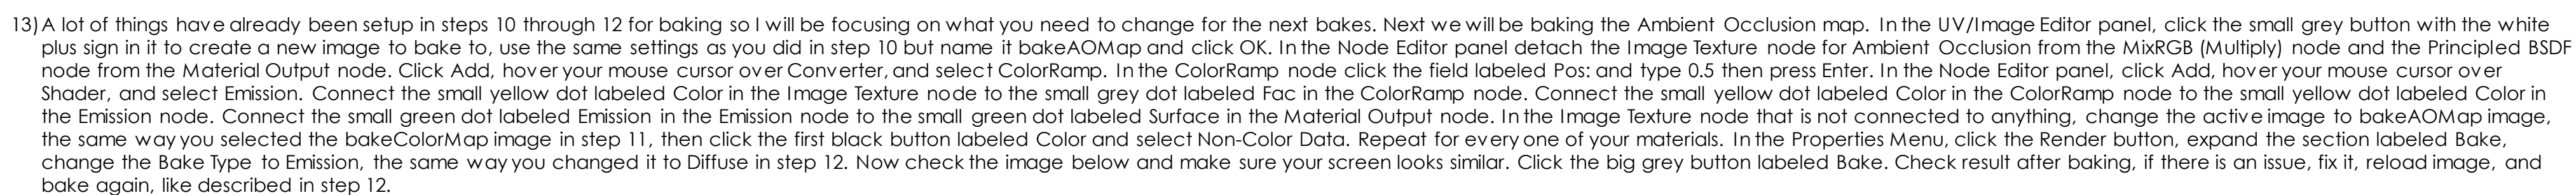 13) A lot of things have already been setup in steps 10 through 12 for baking so I will be focusing on what you need to change for the next bakes. Next we will be baking the Ambient Occlusion map. In the UV/Image Editor panel, click the small grey button with the white
plus sign in it to create a new image to bake to, use the same settings as you did in step 10 but name it bakeAOMap and click OK. In the Node Editor panel detach the Image Texture node for Ambient Occlusion from the MixRGB (Multiply) node and the Principled BSDF
node from the Material Output node. Click Add, hover your mouse cursor over Converter, and select ColorRamp. In the ColorRamp node click the field labeled Pos: and type 0.5 then press Enter. In the Node Editor panel, click Add, hover your mouse cursor over
Shader, and select Emission. Connect the small yellow dot labeled Color in the Image Texture node to the small grey dot labeled Fac in the ColorRamp node. Connect the small yellow dot labeled Color in the ColorRamp node to the small yellow dot labeled Color in
the Emission node. Connect the small green dot labeled Emission in the Emission node to the small green dot labeled Surface in the Material Output node. In the Image Texture node that is not connected to anything, change the active image to bakeAOMap image,
the same way you selected the bakeColorMap image in step 11, then click the first black button labeled Color and select Non-Color Data. Repeat for every one of your materials. In the Properties Menu, click the Render button, expand the section labeled Bake,
change the Bake Type to Emission, the same way you changed it to Diffuse in step 12. Now check the image below and make sure your screen looks similar. Click the big grey button labeled Bake. Check result after baking, if there is an issue, fix it, reload image, and
bake again, like described in step 12.